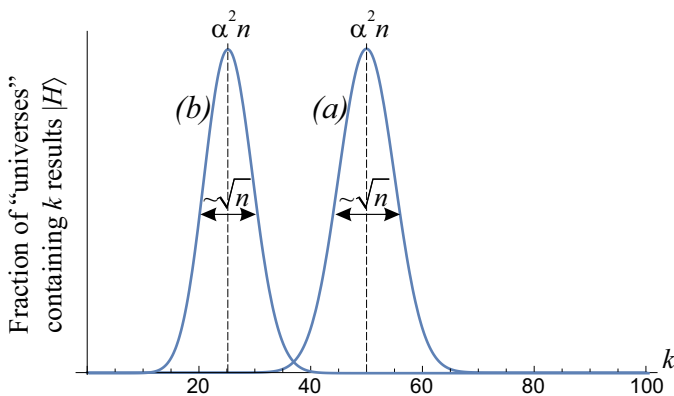 α²n α²n
Fraction of “universes”
containing k results |H⟩
(b) (a)
~√n ~√n
k
20 40 60 80 100